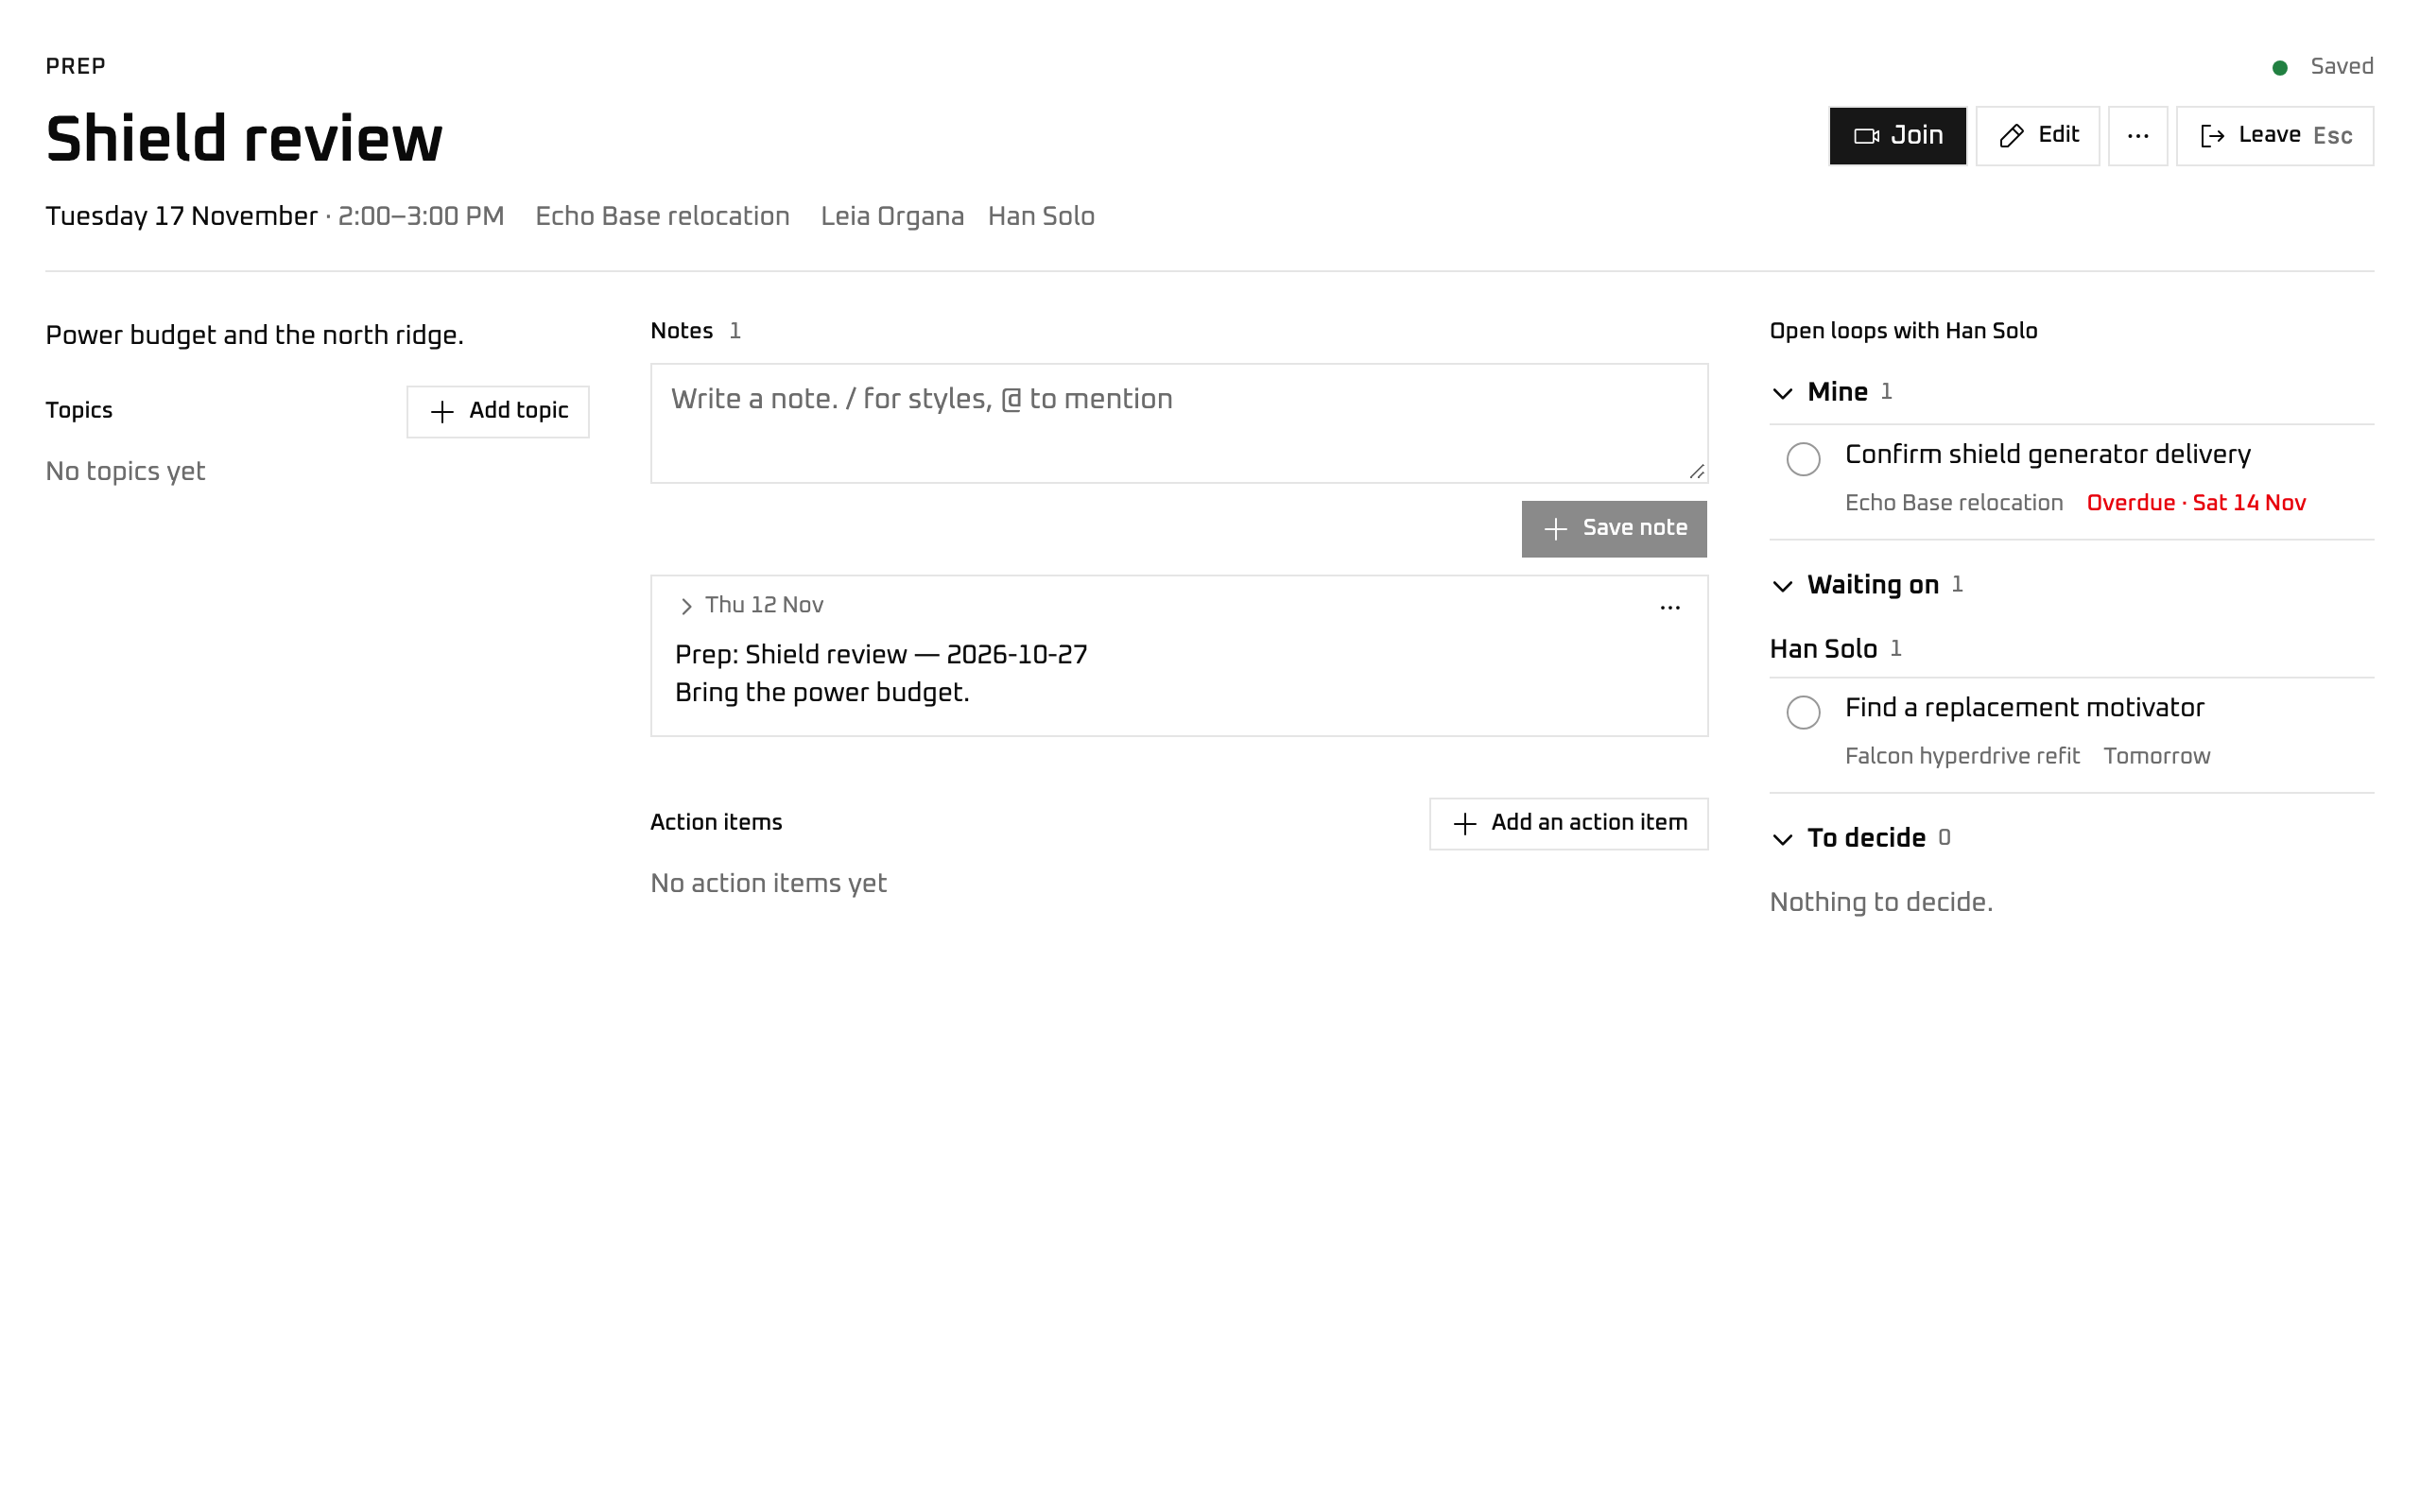 PREP
Saved
Shield review
Join
Edit
Leave Esc
Tuesday 17 November · 2:00–3:00 PM Echo Base relocation Leia Organa Han Solo
Power budget and the north ridge.
Topics
Add topic
No topics yet
Notes 1
Write a note. / for styles, @ to mention
Save note
Thu 12 Nov
Prep: Shield review — 2026-10-27
Bring the power budget.
Action items
Add an action item
No action items yet
Open loops with Han Solo
Mine 1
Confirm shield generator delivery
Echo Base relocation Overdue · Sat 14 Nov
Waiting on 1
Han Solo 1
Find a replacement motivator
Falcon hyperdrive refit Tomorrow
To decide 0
Nothing to decide.